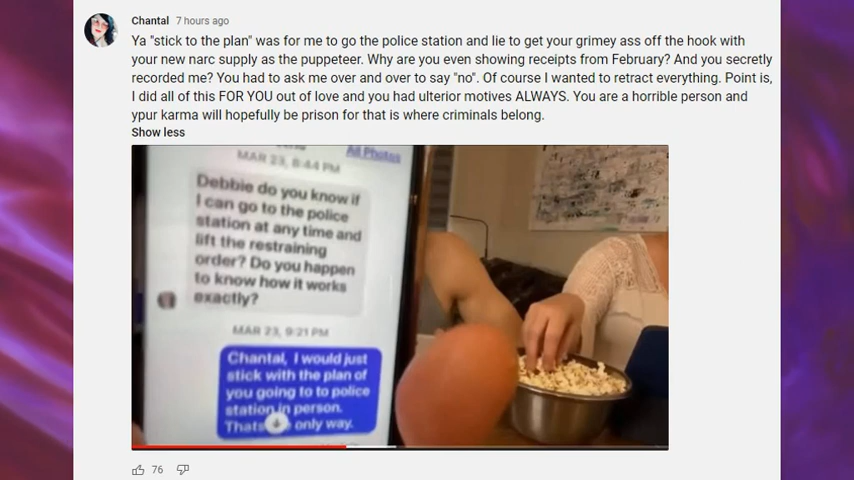 Chantal 7 hours ago
Ya "stick to the plan" was for me to go the police station and lie to get your grimey ass off the hook with
your new narc supply as the puppeteer. Why are you even showing receipts from February? And you secretly
recorded me? You had to ask me over and over to say "no". Of course I wanted to retract everything. Point is,
I did all of this FOR YOU out of love and you had ulterior motives ALWAYS. You are a horrible person and
ypur karma will hopefully be prison for that is where criminals belong.
Show less
All Photos
MAR 23, 8:44 PM
Debbie do you know if
I can go to the police
station at any time and
lift the restraining
order? Do you happen
to know how it works
exactly?
MAR 23, 9:21 PM
Chantal, I would just
stick with the plan of
you going to to police
station in person.
Thats only way.
76